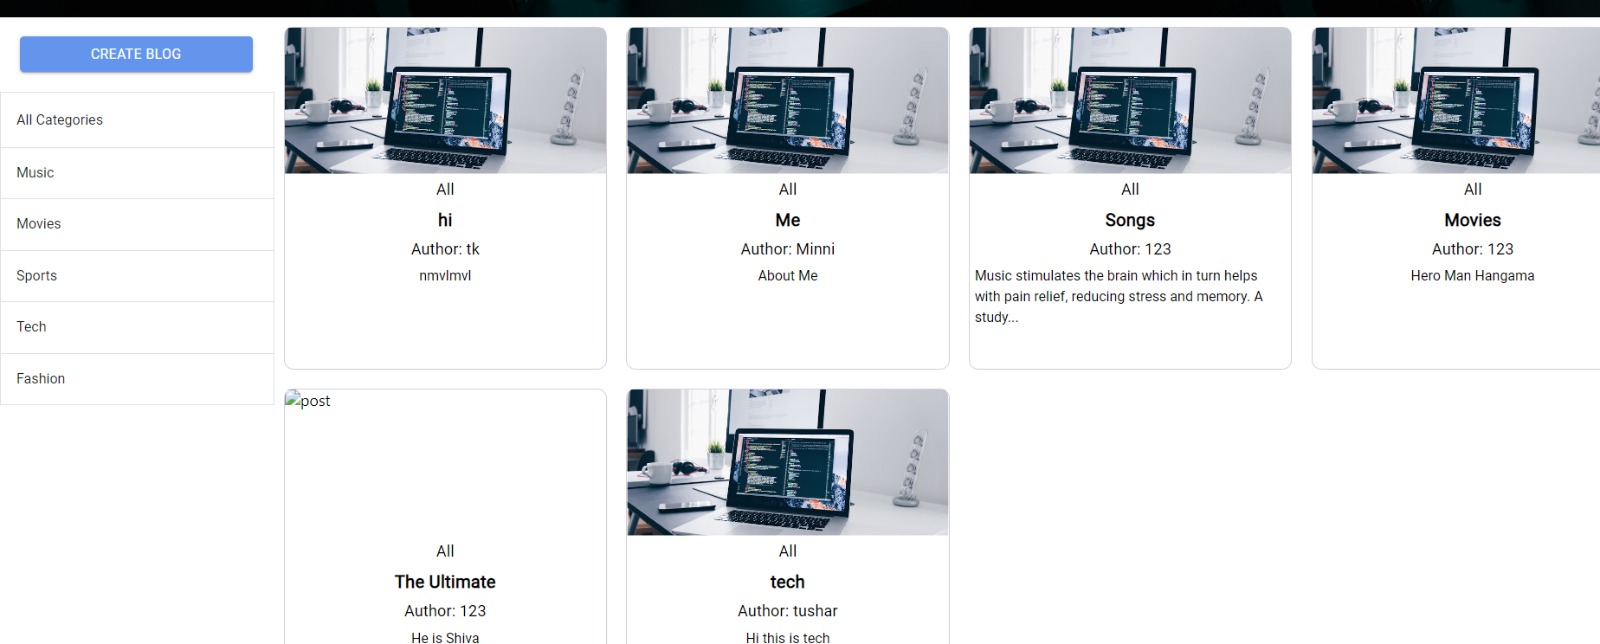 CREATE BLOG
All Categories
Music
Movies
Sports
Tech
Fashion
All
hi
Author: tk
nmvlmvl
All
Me
Author: Minni
About Me
All
Songs
Author: 123
Music stimulates the brain which in turn helps
with pain relief, reducing stress and memory. A
study...
All
Movies
Author: 123
Hero Man Hangama
post
All
The Ultimate
Author: 123
He is Shiva
All
tech
Author: tushar
Hi this is tech